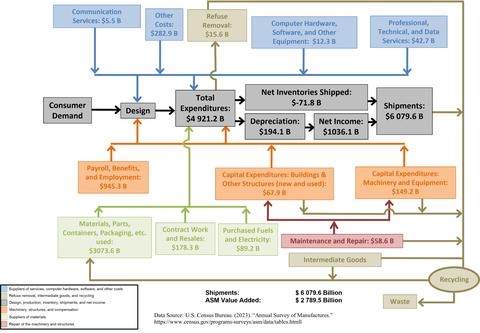 Communication
Services: $5.5 B
Other
Costs:
$282.9 B
Refuse
Removal:
$15.6 B
Computer Hardware,
Software, and Other
Equipment: $12.3 B
Professional,
Technical, and Data
Services: $42.7 B
Consumer
Demand
Design
Total
Expenditures:
$4 921.2 B
Net Inventories Shipped:
$-71.8 B
Depreciation:
$194.1 B
Net Income:
$1036.1 B
Shipments:
$6 079.6 B
Payroll, Benefits,
and Employment:
$945.3 B
Capital Expenditures: Buildings &
Other Structures (new and used):
$67.9 B
Capital Expenditures:
Machinery and Equipment:
$149.2 B
Materials, Parts,
Containers, Packaging, etc.
used:
$3073.6 B
Contract Work
and Resales:
$178.3 B
Purchased Fuels
and Electricity:
$89.2 B
Maintenance and Repair: $58.6 B
Intermediate Goods
Recycling
Waste
Suppliers of services, computer hardware, software, and other costs
Refuse removal, intermediate goods, and recycling
Design, production, inventory, shipments, and net income
Machinery, structures, and compensation
Suppliers of materials
Repair of the machinery and structures
Shipments: $ 6 079.6 Billion
ASM Value Added: $ 2 789.5 Billion
Data Source: U.S. Census Bureau. (2023). "Annual Survey of Manufactures."
https://www.census.gov/programs-surveys/asm/data/tables.html